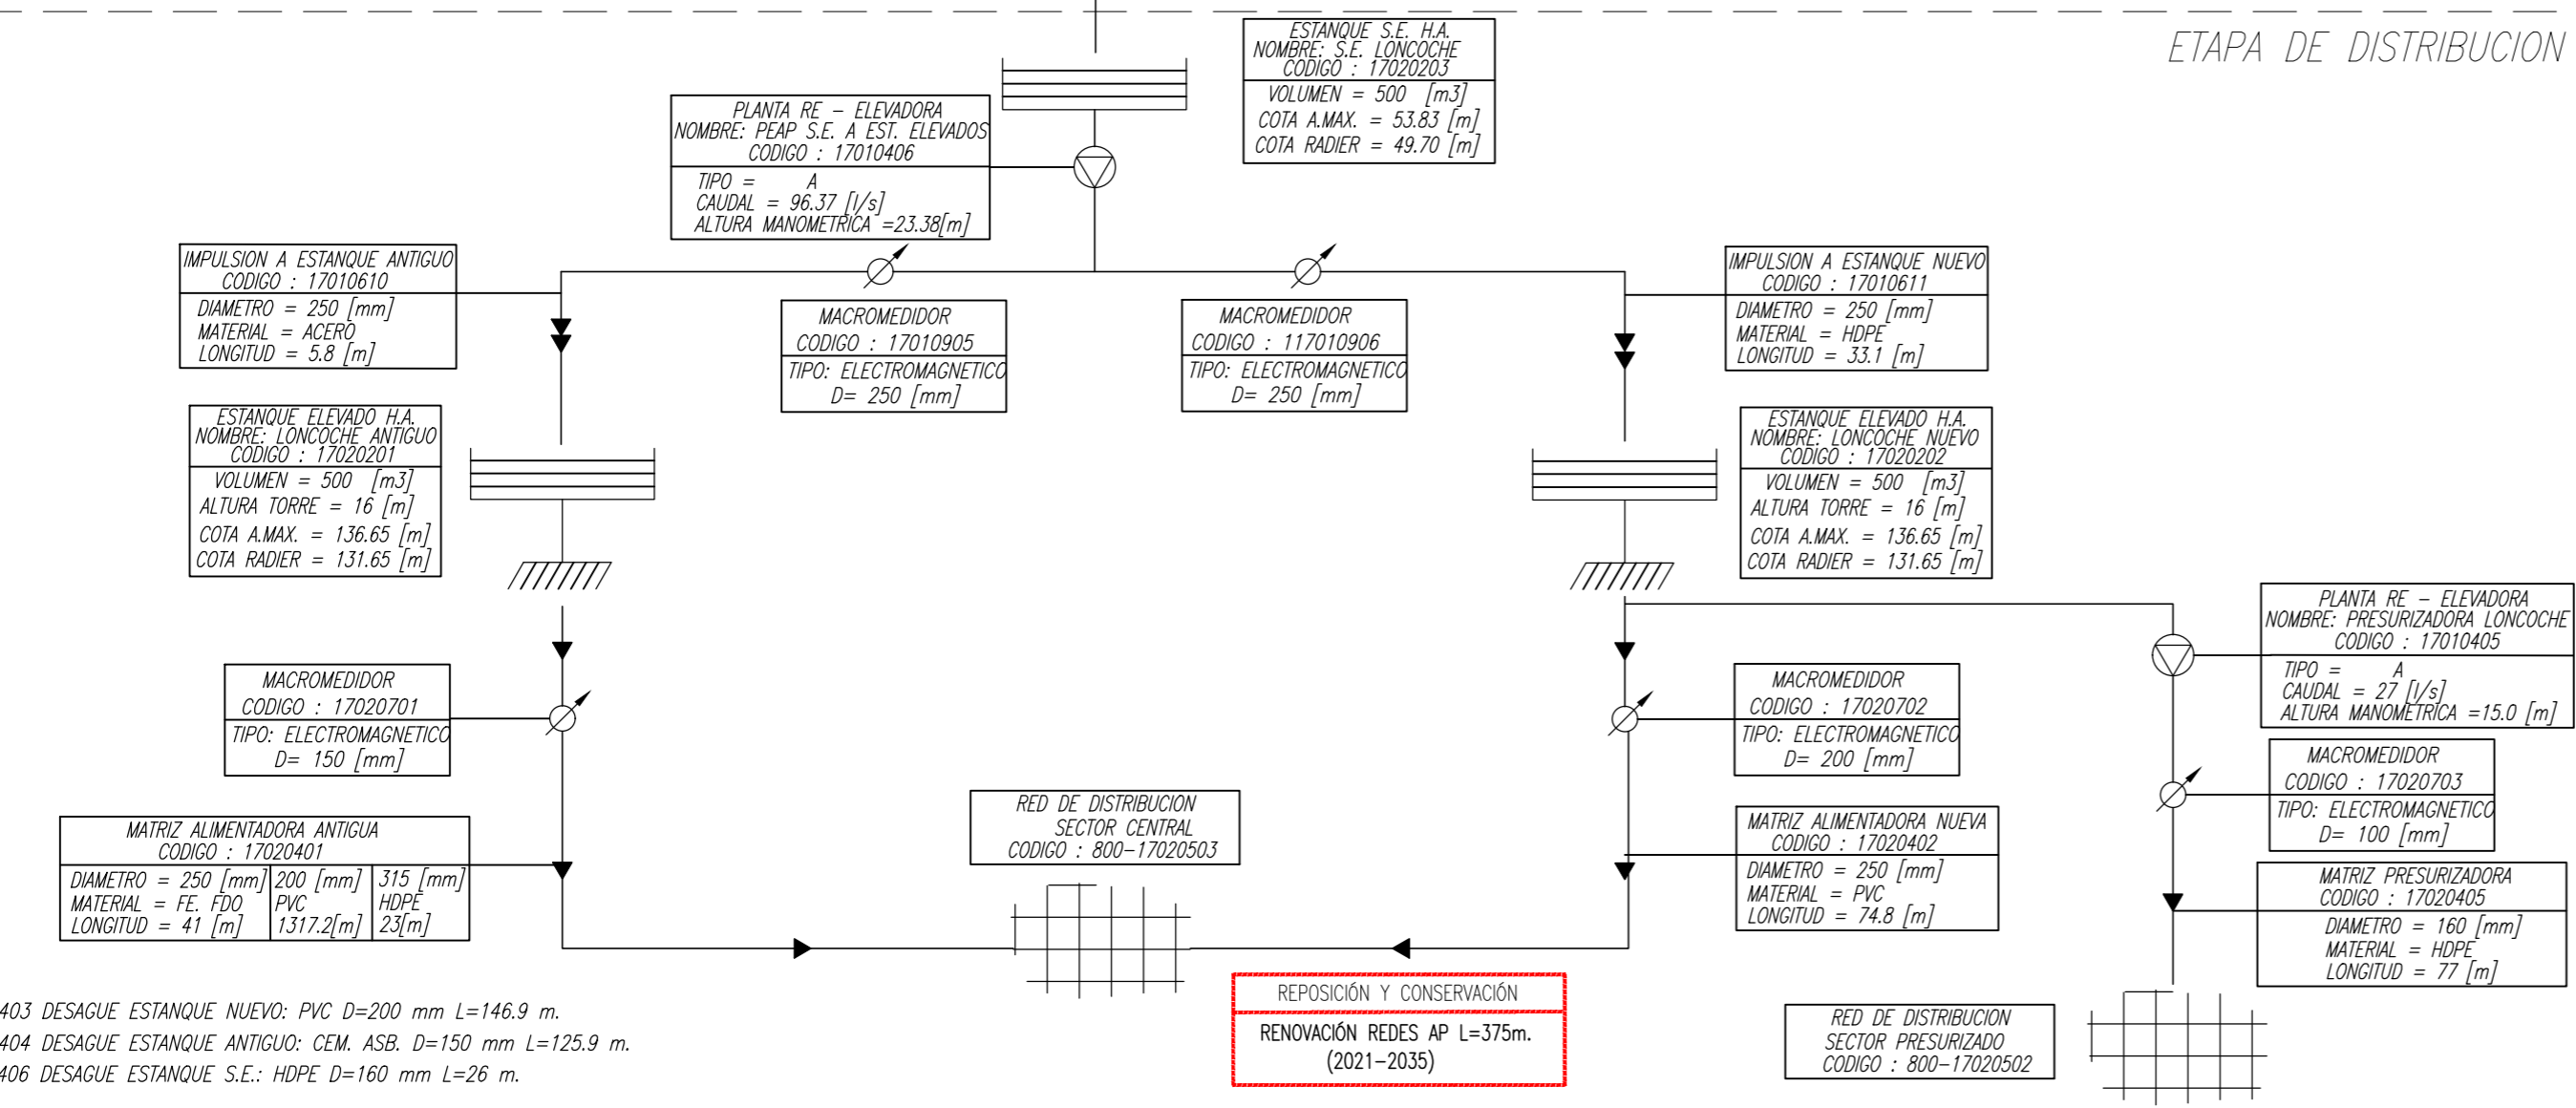 ETAPA DE DISTRIBUCION
ESTANQUE S.E. H.A.
NOMBRE: S.E. LONCOCHE
CODIGO : 17020203
VOLUMEN = 500 [m3]
COTA A.MAX. = 53.83 [m]
COTA RADIER = 49.70 [m]
PLANTA RE - ELEVADORA
NOMBRE: PEAP S.E. A EST. ELEVADOS
CODIGO : 17010406
TIPO = A
CAUDAL = 96.37 [l/s]
ALTURA MANOMETRICA =23.38[m]
IMPULSION A ESTANQUE ANTIGUO
CODIGO : 17010610
DIAMETRO = 250 [mm]
MATERIAL = ACERO
LONGITUD = 5.8 [m]
MACROMEDIDOR
CODIGO : 17010905
TIPO: ELECTROMAGNETICO
D= 250 [mm]
MACROMEDIDOR
CODIGO : 117010906
TIPO: ELECTROMAGNETICO
D= 250 [mm]
IMPULSION A ESTANQUE NUEVO
CODIGO : 17010611
DIAMETRO = 250 [mm]
MATERIAL = HDPE
LONGITUD = 33.1 [m]
ESTANQUE ELEVADO H.A.
NOMBRE: LONCOCHE ANTIGUO
CODIGO : 17020201
VOLUMEN = 500 [m3]
ALTURA TORRE = 16 [m]
COTA A.MAX. = 136.65 [m]
COTA RADIER = 131.65 [m]
ESTANQUE ELEVADO H.A.
NOMBRE: LONCOCHE NUEVO
CODIGO : 17020202
VOLUMEN = 500 [m3]
ALTURA TORRE = 16 [m]
COTA A.MAX. = 136.65 [m]
COTA RADIER = 131.65 [m]
PLANTA RE - ELEVADORA
NOMBRE: PRESURIZADORA LONCOCHE
CODIGO : 17010405
TIPO = A
CAUDAL = 27 [l/s]
ALTURA MANOMETRICA =15.0 [m]
MACROMEDIDOR
CODIGO : 17020701
TIPO: ELECTROMAGNETICO
D= 150 [mm]
MACROMEDIDOR
CODIGO : 17020702
TIPO: ELECTROMAGNETICO
D= 200 [mm]
MACROMEDIDOR
CODIGO : 17020703
TIPO: ELECTROMAGNETICO
D= 100 [mm]
MATRIZ ALIMENTADORA ANTIGUA
CODIGO : 17020401
DIAMETRO = 250 [mm] 200 [mm] 315 [mm]
MATERIAL = FE. FDO PVC HDPE
LONGITUD = 41 [m] 1317.2[m] 23[m]
RED DE DISTRIBUCION
SECTOR CENTRAL
CODIGO : 800-17020503
MATRIZ ALIMENTADORA NUEVA
CODIGO : 17020402
DIAMETRO = 250 [mm]
MATERIAL = PVC
LONGITUD = 74.8 [m]
MATRIZ PRESURIZADORA
CODIGO : 17020405
DIAMETRO = 160 [mm]
MATERIAL = HDPE
LONGITUD = 77 [m]
403 DESAGUE ESTANQUE NUEVO: PVC D=200 mm L=146.9 m.
404 DESAGUE ESTANQUE ANTIGUO: CEM. ASB. D=150 mm L=125.9 m.
406 DESAGUE ESTANQUE S.E.: HDPE D=160 mm L=26 m.
REPOSICIÓN Y CONSERVACIÓN
RENOVACIÓN REDES AP L=375m.
(2021-2035)
RED DE DISTRIBUCION
SECTOR PRESURIZADO
CODIGO : 800-17020502